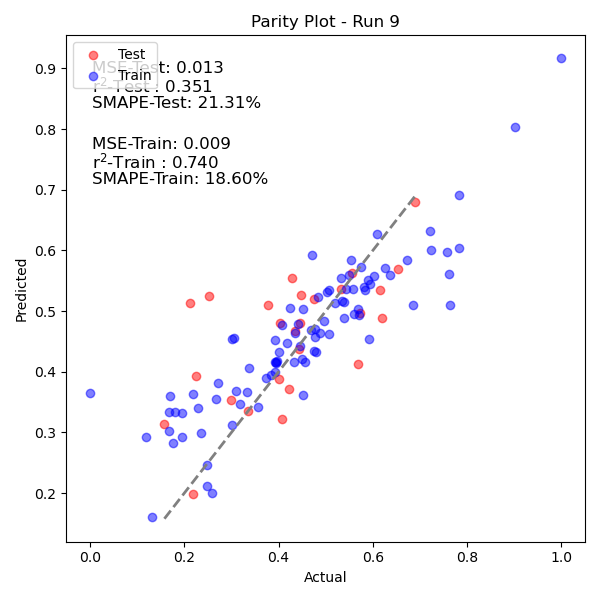 Parity Plot - Run 9
Test
Train
MSE-Test: 0.013
r²-Test : 0.351
SMAPE-Test: 21.31%
MSE-Train: 0.009
r²-Train : 0.740
SMAPE-Train: 18.60%
Predicted
0.9
0.8
0.7
0.6
0.5
0.4
0.3
0.2
0.0
0.2
0.4
0.6
0.8
1.0
Actual